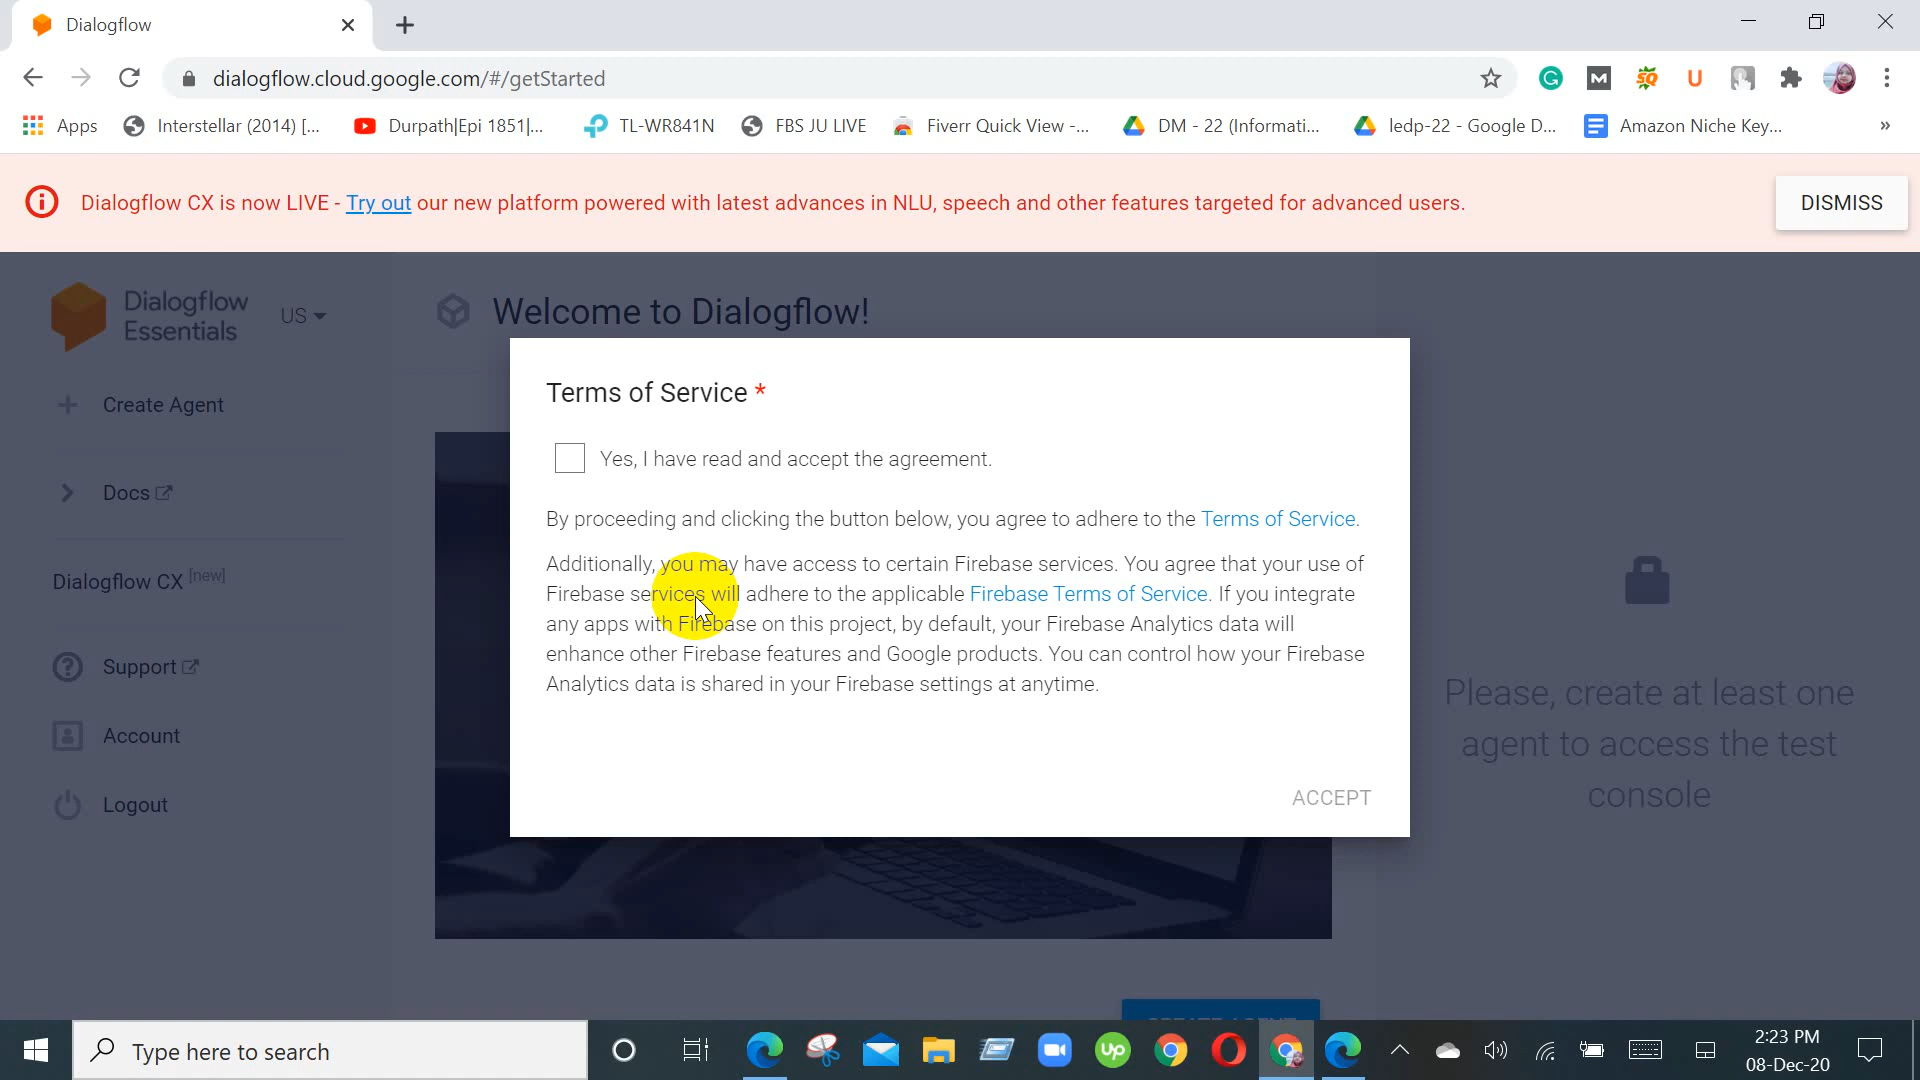 Dialogflow
dialogflow.cloud.google.com/#/getStarted
Apps Interstellar (2014) [... Durpath|Epi 1851|... TL-WR841N FBS JU LIVE Fiverr Quick View -... DM - 22 (Informati... ledp-22 - Google D... Amazon Niche Key... »
Dialogflow CX is now LIVE - Try out our new platform powered with latest advances in NLU, speech and other features targeted for advanced users.
DISMISS
Dialogflow
Essentials
US
Welcome to Dialogflow!
Create Agent
Docs
Dialogflow CX [new]
Support
Account
Logout
Terms of Service *
Yes, I have read and accept the agreement.
By proceeding and clicking the button below, you agree to adhere to the Terms of Service.
Additionally, you may have access to certain Firebase services. You agree that your use of
Firebase services will adhere to the applicable Firebase Terms of Service. If you integrate
any apps with Firebase on this project, by default, your Firebase Analytics data will
enhance other Firebase features and Google products. You can control how your Firebase
Analytics data is shared in your Firebase settings at anytime.
ACCEPT
Please, create at least one
agent to access the test
console
CREATE AGENT
Type here to search
2:23 PM
08-Dec-20